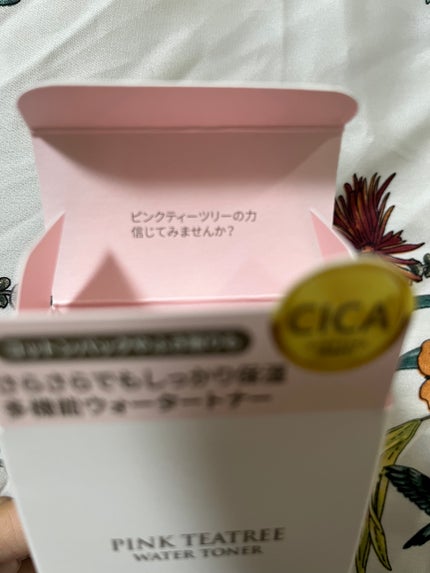 ピンクティーツリーの力
信じてみませんか?
CICA
さらさらでもしっかり保湿
多機能ウォータートナー
PINK TEATREE
WATER TONER